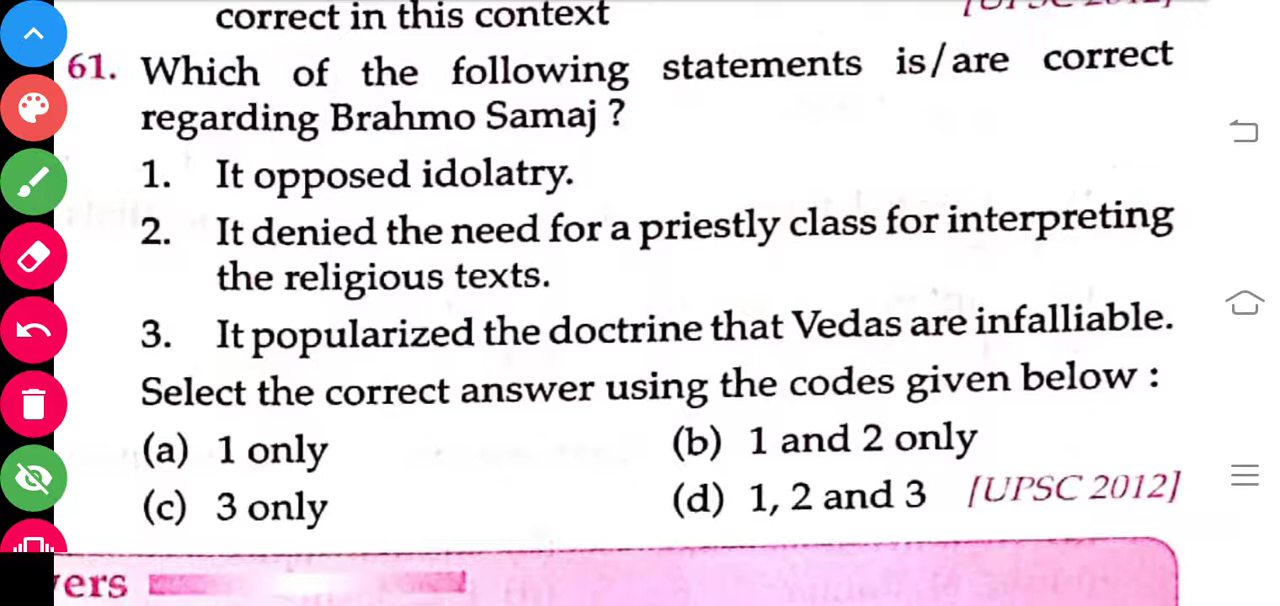 correct in this context
61. Which of the following statements is/are correct
regarding Brahmo Samaj ?
1. It opposed idolatry.
2. It denied the need for a priestly class for interpreting
the religious texts.
3. It popularized the doctrine that Vedas are infalliable.
Select the correct answer using the codes given below :
(a) 1 only (b) 1 and 2 only
(c) 3 only (d) 1, 2 and 3 [UPSC 2012]
ers